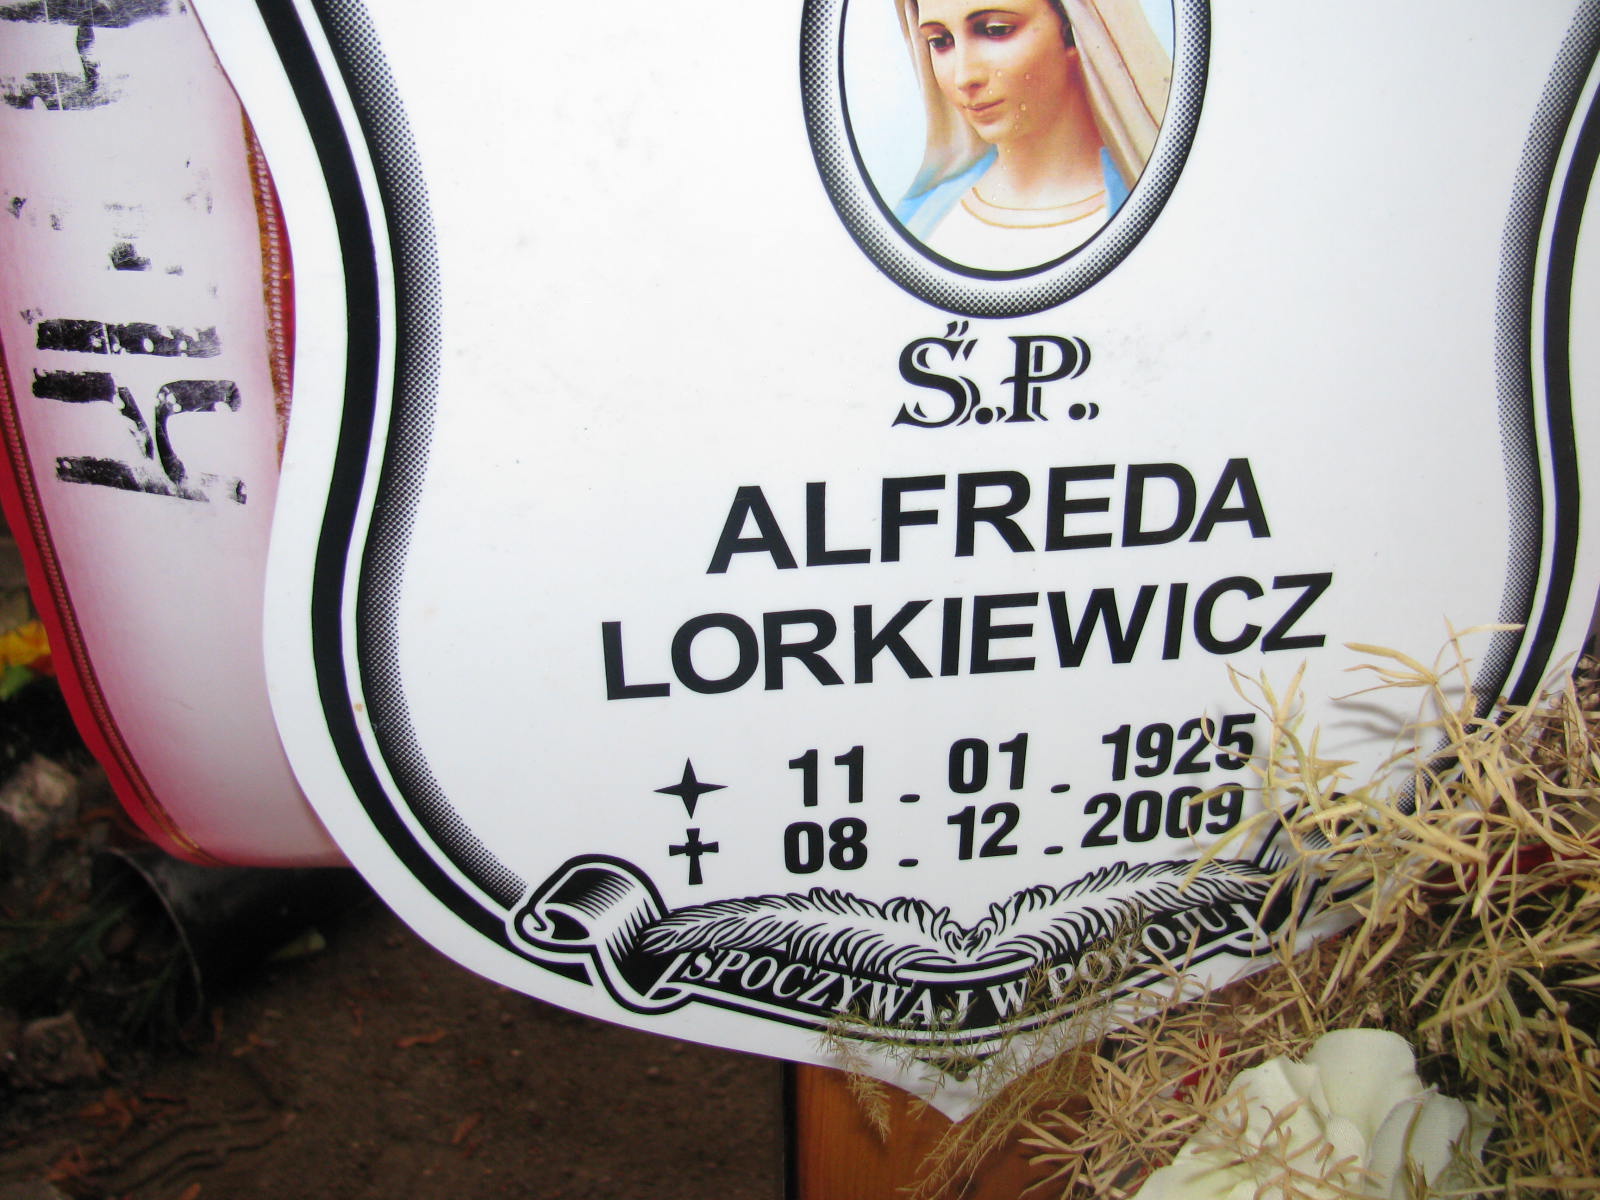 Ś.P.
ALFREDA
LORKIEWICZ
11 - 01 - 1925
08 - 12 - 2009
SPOCZYWAJ W POKOJU